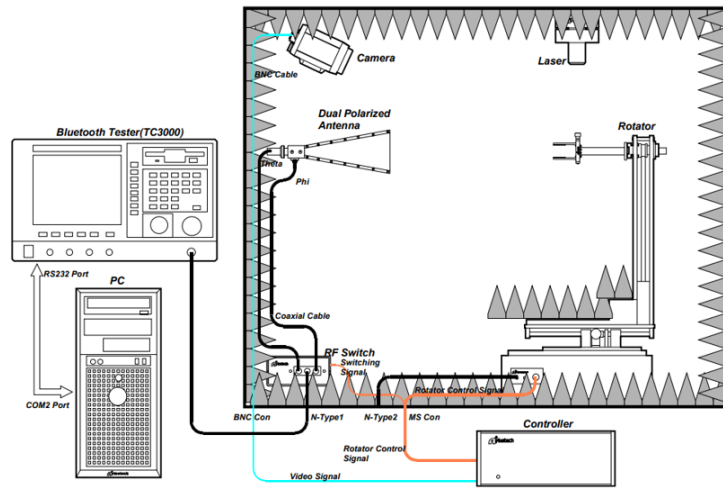 Camera
BNC Cable
Laser
Dual Polarized
Antenna
Bluetooth Tester(TC3000)
Rotator
Theta
Phi
RS232 Port
PC
Coaxial Cable
RF Switch
Switching
Signal
Rotator Control Signal
COM2 Port
BNC Con
N-Type1
N-Type2
MS Con
Controller
Rotator Control
Signal
Video Signal